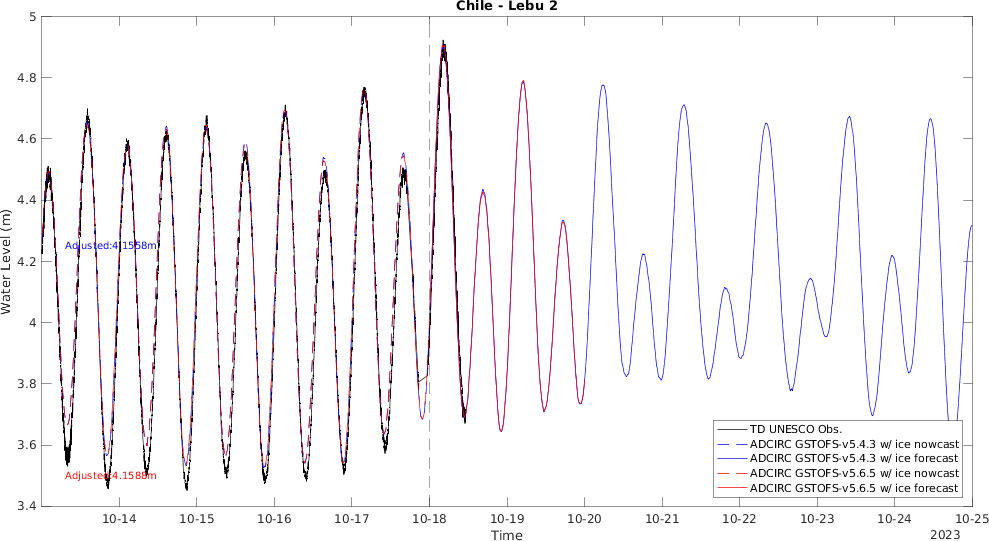 Chile - Lebu 2
5
4.8
4.6
4.4
4.2
4
3.8
3.6
3.4
Water Level (m)
Adjusted:4.1558m
Adjusted:4.1588m
TD UNESCO Obs.
ADCIRC GSTOFS-v5.4.3 w/ ice nowcast
ADCIRC GSTOFS-v5.4.3 w/ ice forecast
ADCIRC GSTOFS-v5.6.5 w/ ice nowcast
ADCIRC GSTOFS-v5.6.5 w/ ice forecast
10-14 10-15 10-16 10-17 10-18 10-19 10-20 10-21 10-22 10-23 10-24 10-25
Time
2023